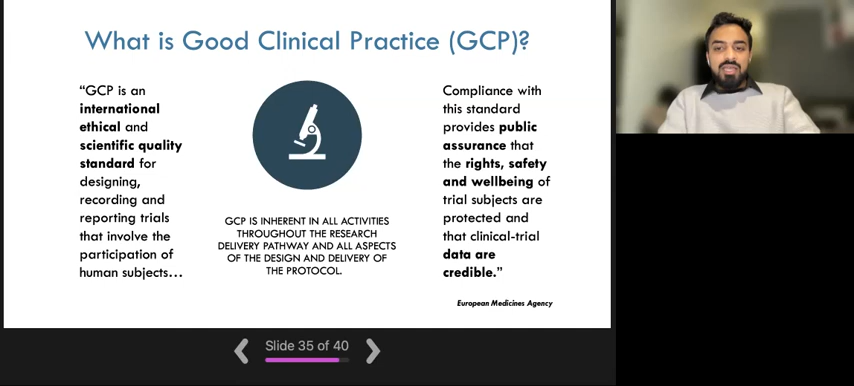 What is Good Clinical Practice (GCP)?
“GCP is an
international
ethical and
scientific quality
standard for
designing,
recording and
reporting trials
that involve the
participation of
human subjects…
GCP IS INHERENT IN ALL ACTIVITIES
THROUGHOUT THE RESEARCH
DELIVERY PATHWAY AND ALL ASPECTS
OF THE DESIGN AND DELIVERY OF
THE PROTOCOL.
Compliance with
this standard
provides public
assurance that
the rights, safety
and wellbeing of
trial subjects are
protected and
that clinical-trial
data are
credible.”
European Medicines Agency
Slide 35 of 40